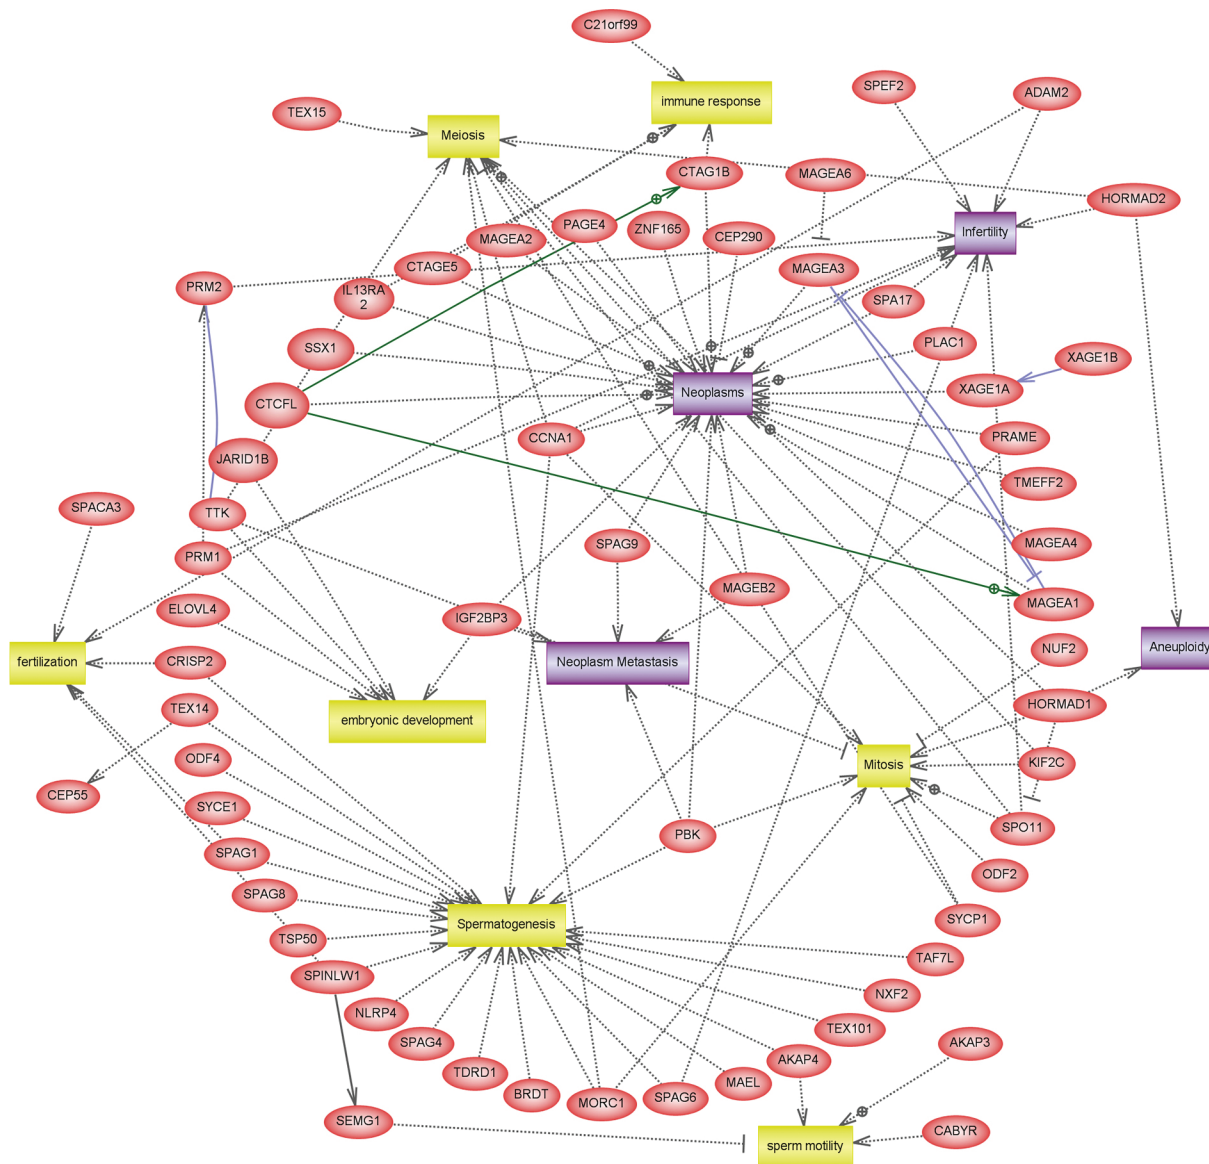 C21orf99
immune response
SPEF2
ADAM2
TEX15
Meiosis
CTAG1B
MAGEA6
HORMAD2
PAGE4
ZNF165
CEP290
Infertility
MAGEA2
CTAGE5
MAGEA3
PRM2
IL13RA
2
SPA17
SSX1
PLAC1
XAGE1B
Neoplasms
XAGE1A
CTCFL
CCNA1
PRAME
JARID1B
TMEFF2
SPACA3
TTK
SPAG9
MAGEA4
PRM1
MAGEB2
MAGEA1
ELOVL4
IGF2BP3
fertilization
CRISP2
Neoplasm Metastasis
NUF2
Aneuploidy
TEX14
embryonic development
HORMAD1
ODF4
Mitosis
KIF2C
CEP55
SYCE1
PBK
SPO11
SPAG1
ODF2
SPAG8
Spermatogenesis
SYCP1
TSP50
TAF7L
SPINLW1
NXF2
NLRP4
TEX101
SPAG4
AKAP3
TDRD1
AKAP4
BRDT
MAEL
MORC1
SPAG6
SEMG1
sperm motility
CABYR